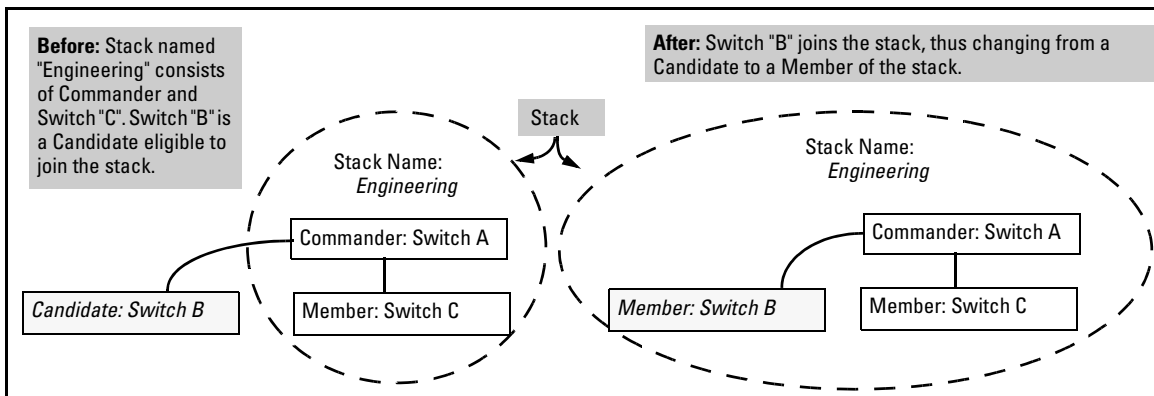 Before: Stack named
"Engineering" consists
of Commander and
Switch "C". Switch "B" is
a Candidate eligible to
join the stack.
After: Switch "B" joins the stack, thus changing from a
Candidate to a Member of the stack.
Stack
Stack Name:
Engineering
Commander: Switch A
Candidate: Switch B
Member: Switch C
Stack Name:
Engineering
Commander: Switch A
Member: Switch B
Member: Switch C